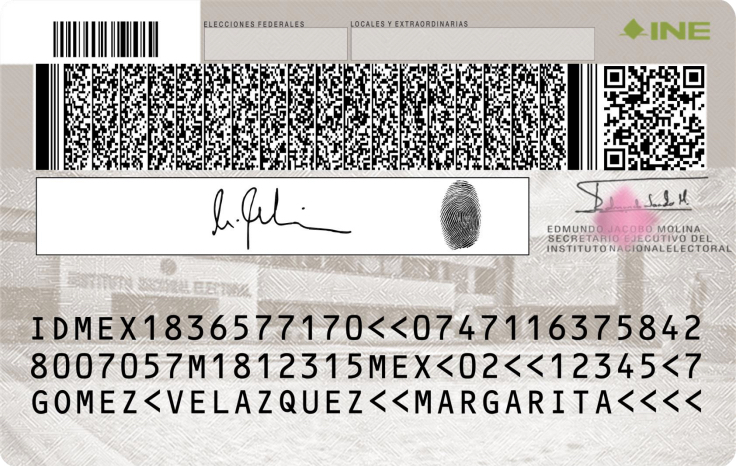 ELECCIONES FEDERALES
LOCALES Y EXTRAORDINARIAS
INE
EDMUNDO JACOBO MOLINA
SECRETARIO EJECUTIVO DEL
INSTITUTO NACIONAL ELECTORAL
INSTITUTO NACIONAL ELECTORAL
IDMEX1836577170<<0747116375842
8007057M1812315MEX<02<<12345<7
GOMEZ<VELAZQUEZ<<MARGARITA<<<<